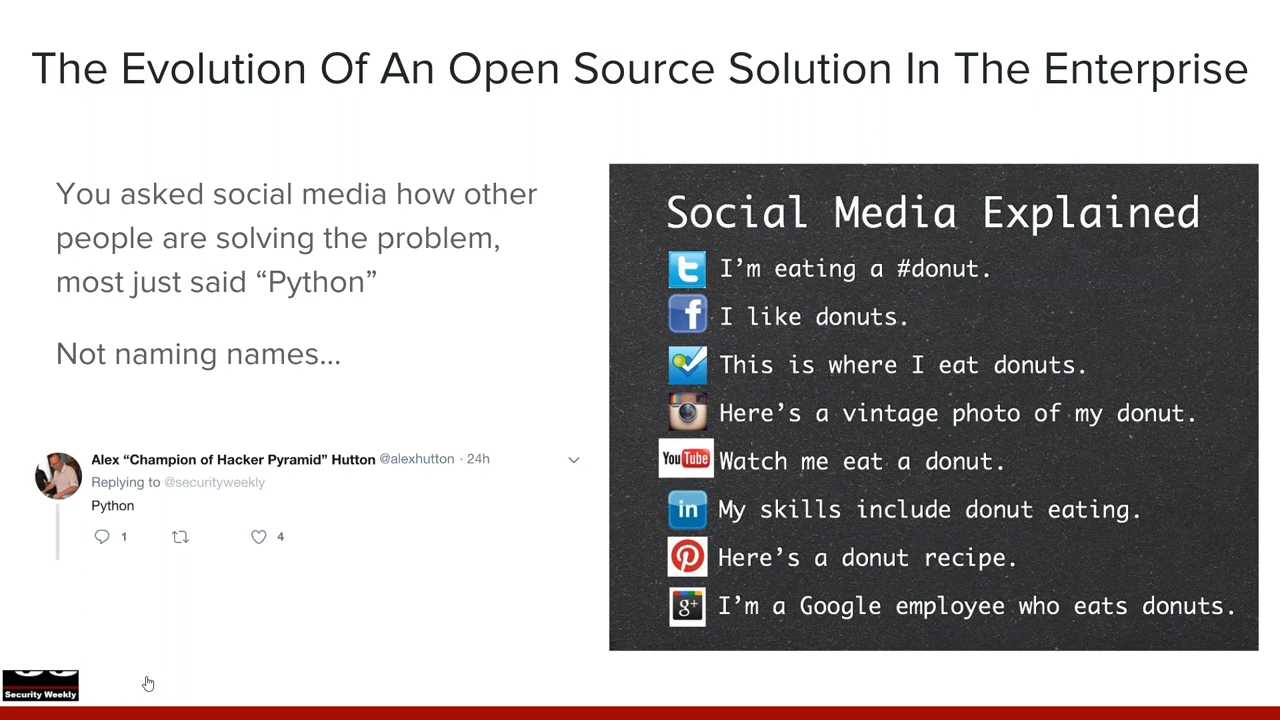 The Evolution Of An Open Source Solution In The Enterprise
You asked social media how other
people are solving the problem,
most just said “Python”
Not naming names...
Alex “Champion of Hacker Pyramid” Hutton @alexhutton · 24h
Replying to @securityweekly
Python
1 4
Social Media Explained
t I’m eating a #donut.
f I like donuts.
This is where I eat donuts.
Here’s a vintage photo of my donut.
YouTube Watch me eat a donut.
in My skills include donut eating.
Here’s a donut recipe.
g+ I’m a Google employee who eats donuts.
Security Weekly